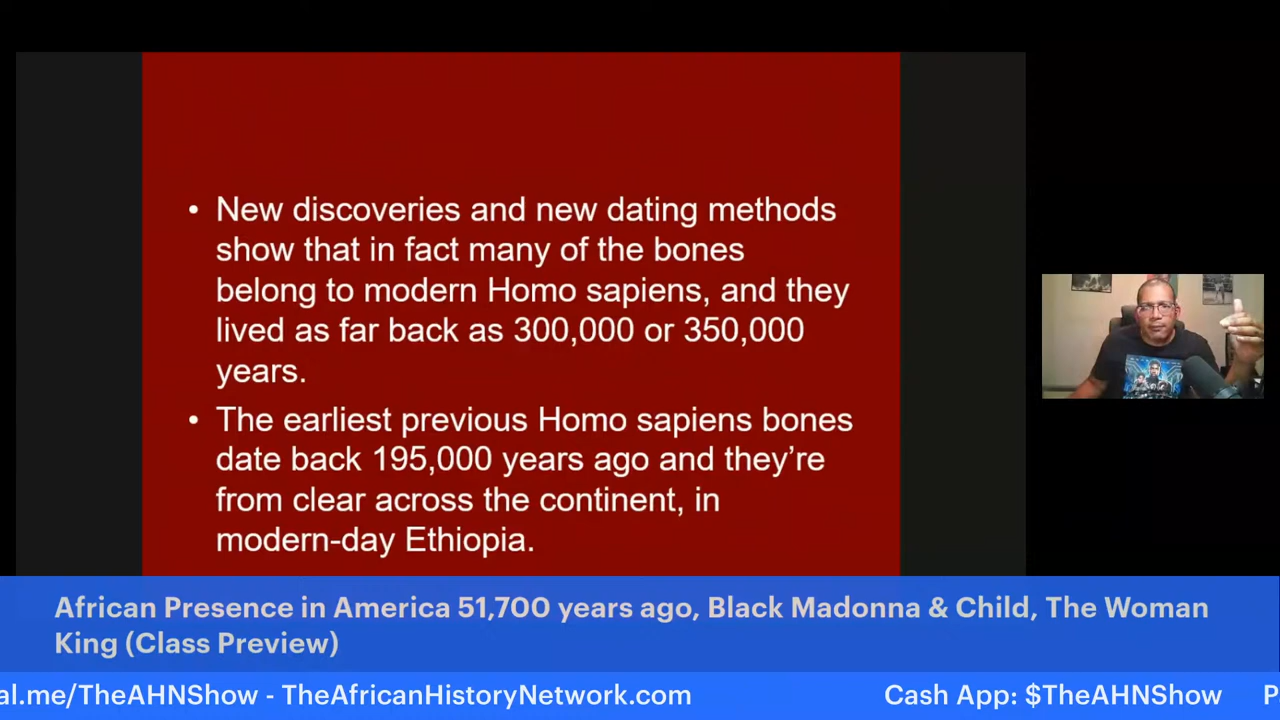 • New discoveries and new dating methods
show that in fact many of the bones
belong to modern Homo sapiens, and they
lived as far back as 300,000 or 350,000
years.
• The earliest previous Homo sapiens bones
date back 195,000 years ago and they’re
from clear across the continent, in
modern-day Ethiopia.
African Presence in America 51,700 years ago, Black Madonna & Child, The Woman
King (Class Preview)
al.me/TheAHNShow - TheAfricanHistoryNetwork.com Cash App: $TheAHNShow P